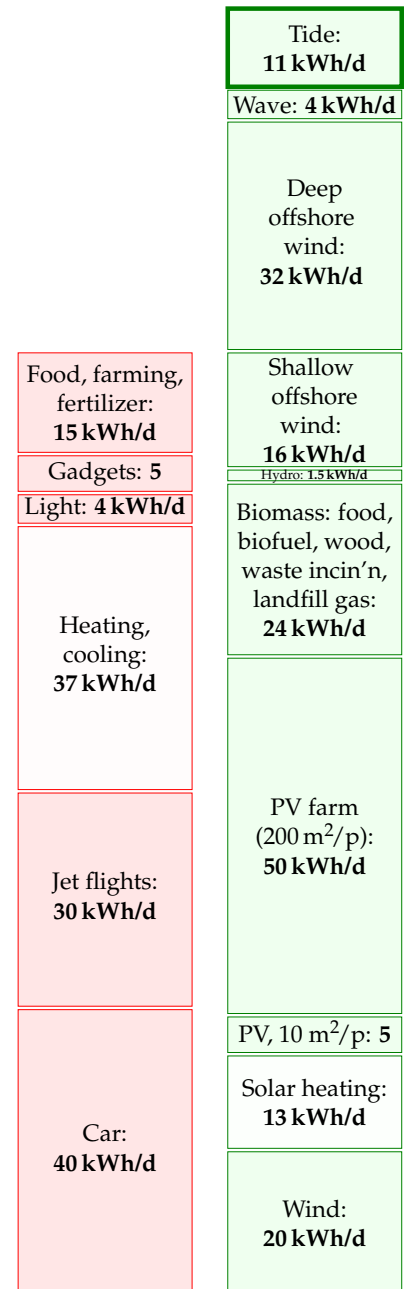 Tide:
11 kWh/d
Wave: 4 kWh/d
Deep
offshore
wind:
32 kWh/d
Food, farming,
fertilizer:
15 kWh/d
Gadgets: 5
Light: 4 kWh/d
Heating,
cooling:
37 kWh/d
Jet flights:
30 kWh/d
Car:
40 kWh/d
Shallow
offshore
wind:
16 kWh/d
Hydro: 1.5 kWh/d
Biomass: food,
biofuel, wood,
waste incin’n,
landfill gas:
24 kWh/d
PV farm
(200 m²/p):
50 kWh/d
PV, 10 m²/p: 5
Solar heating:
13 kWh/d
Wind:
20 kWh/d